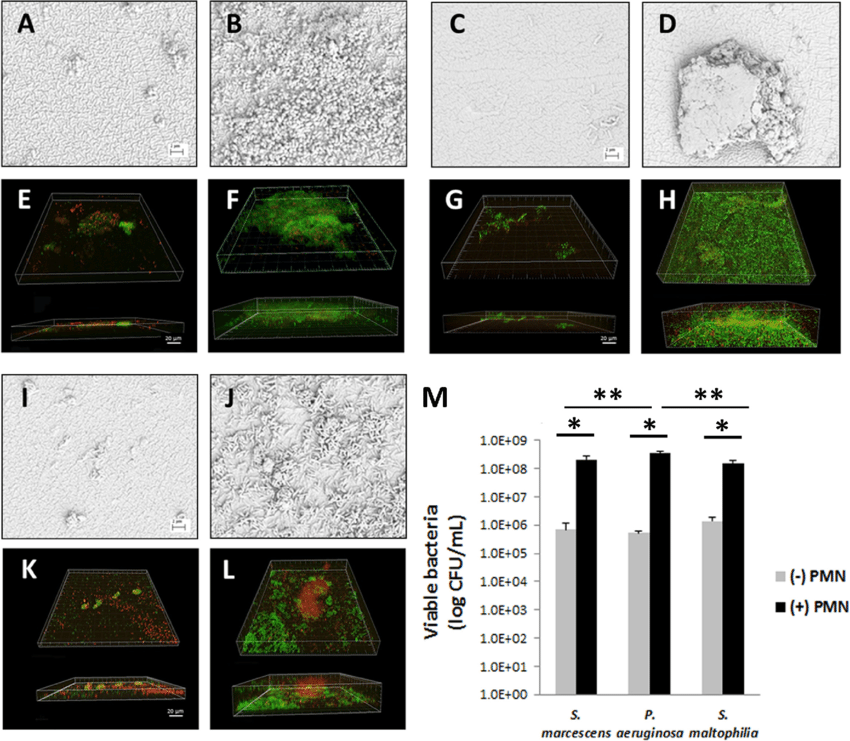 A
B
C
D
E
F
G
H
20 µm
20 µm
I
J
M
** **
* * *
1.0E+09
1.0E+08
1.0E+07
1.0E+06
1.0E+05
1.0E+04
1.0E+03
1.0E+02
1.0E+01
1.0E+00
Viable bacteria
(log CFU/mL)
(-) PMN
(+) PMN
S. P. S.
marcescens aeruginosa maltophilia
K
L
20 µm